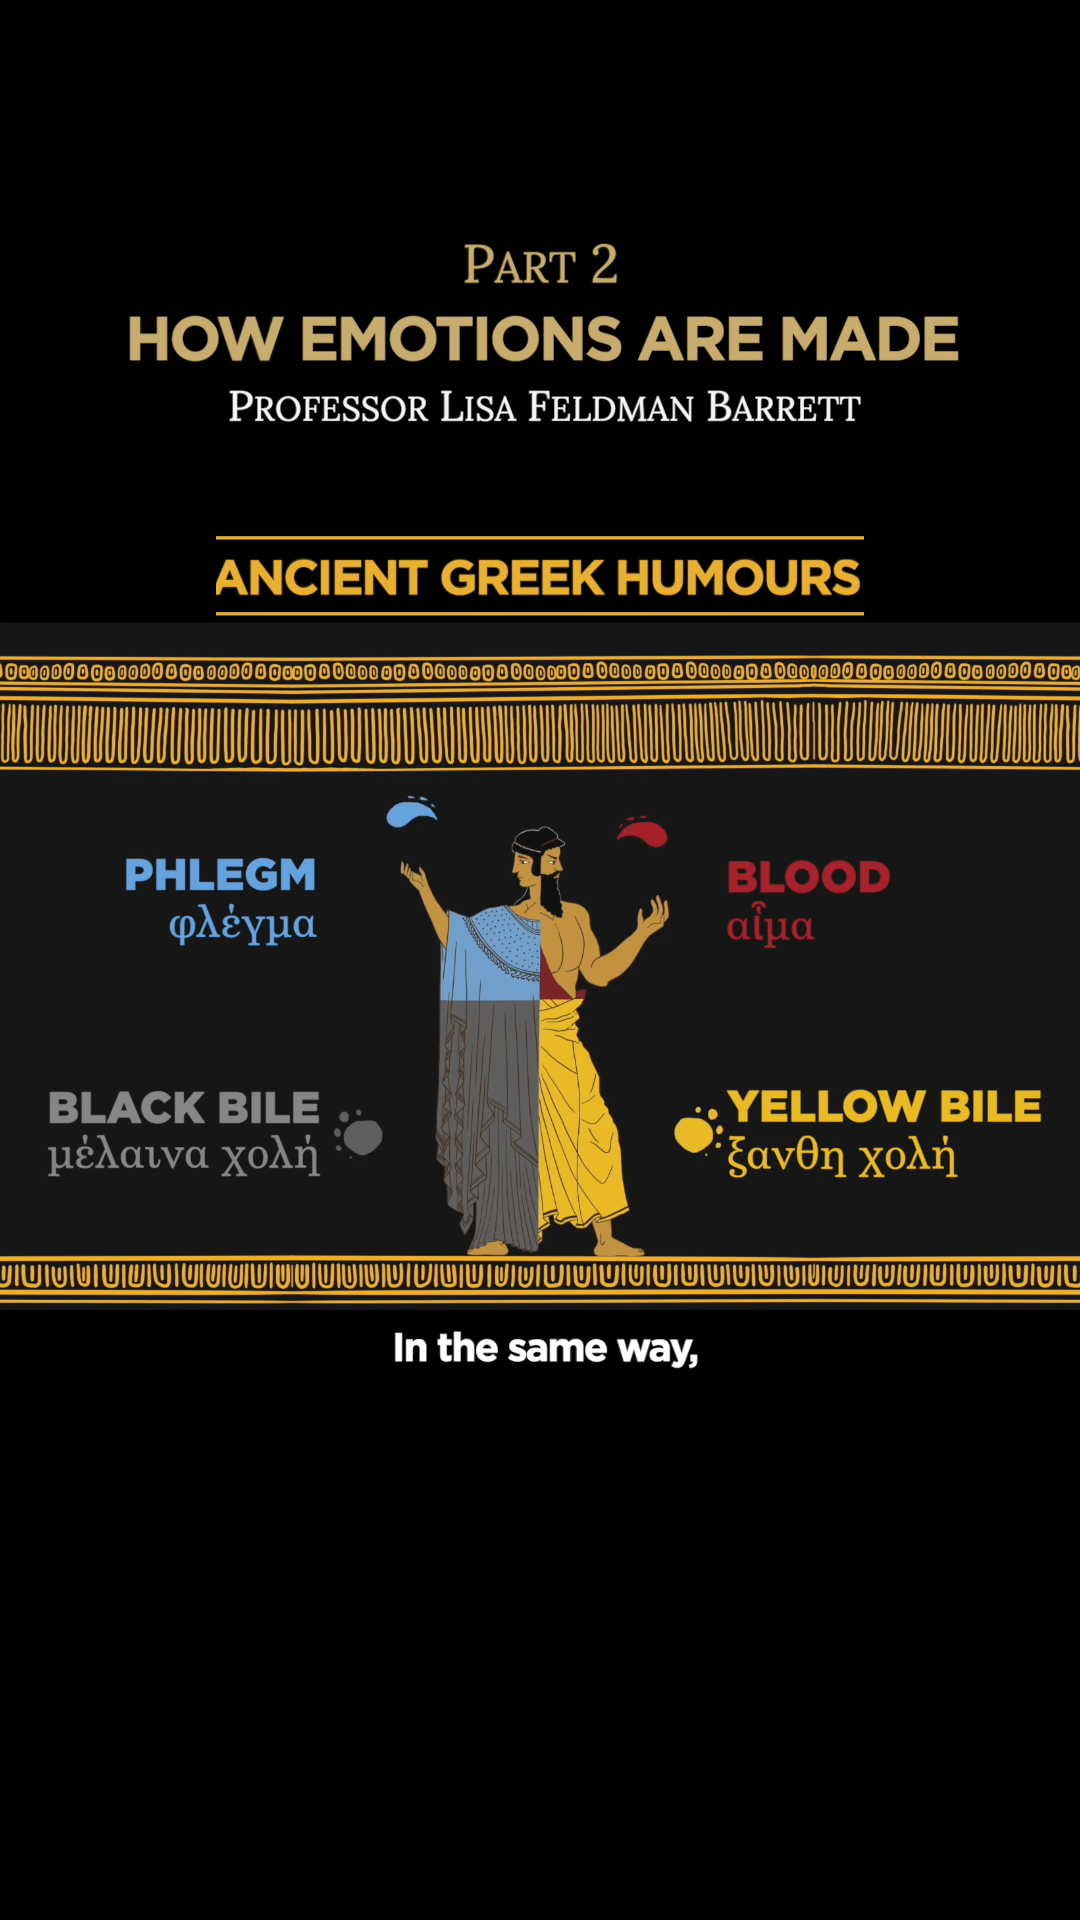 PART 2
HOW EMOTIONS ARE MADE
PROFESSOR LISA FELDMAN BARRETT
ANCIENT GREEK HUMOURS
PHLEGM
φλέγμα
BLOOD
αἷμα
BLACK BILE
μέλαινα χολή
YELLOW BILE
ξανθη χολή
In the same way,